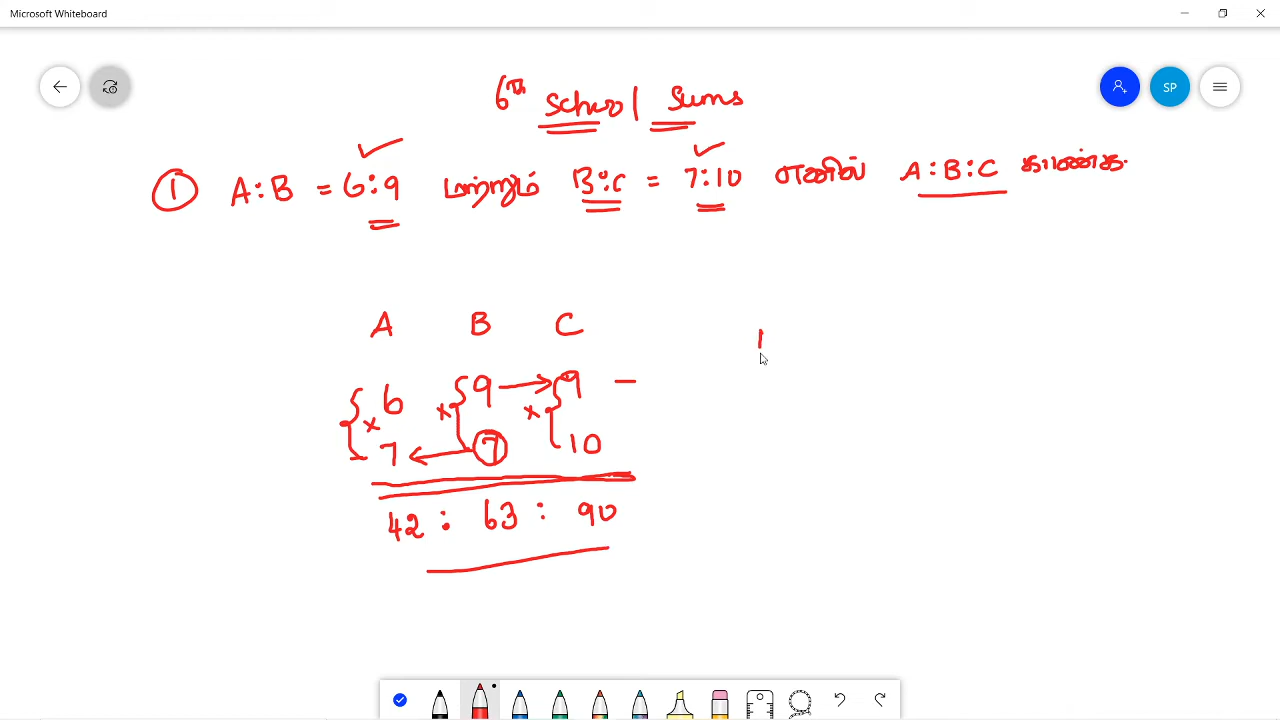 Microsoft Whiteboard
SP
6th School Sums
① A:B = 6:9 மற்றும் B:C = 7:10 எனில் A:B:C காண்க.
A B C
6 9 → 9 —
× × ×
7 ← 7 10
42 : 63 : 90